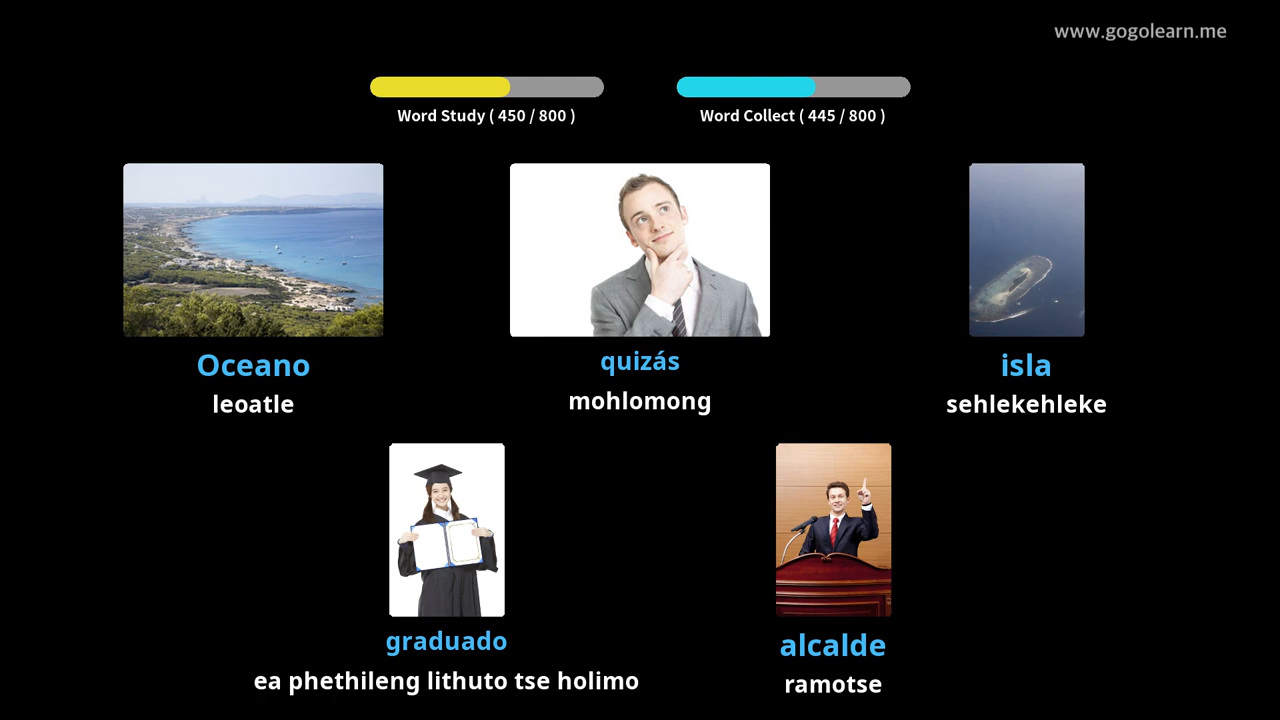 www.gogolearn.me
Word Study ( 450 / 800 )
Word Collect ( 445 / 800 )
Oceano
leoatle
quizás
mohlomong
isla
sehlekehleke
graduado
ea phethileng lithuto tse holimo
alcalde
ramotse